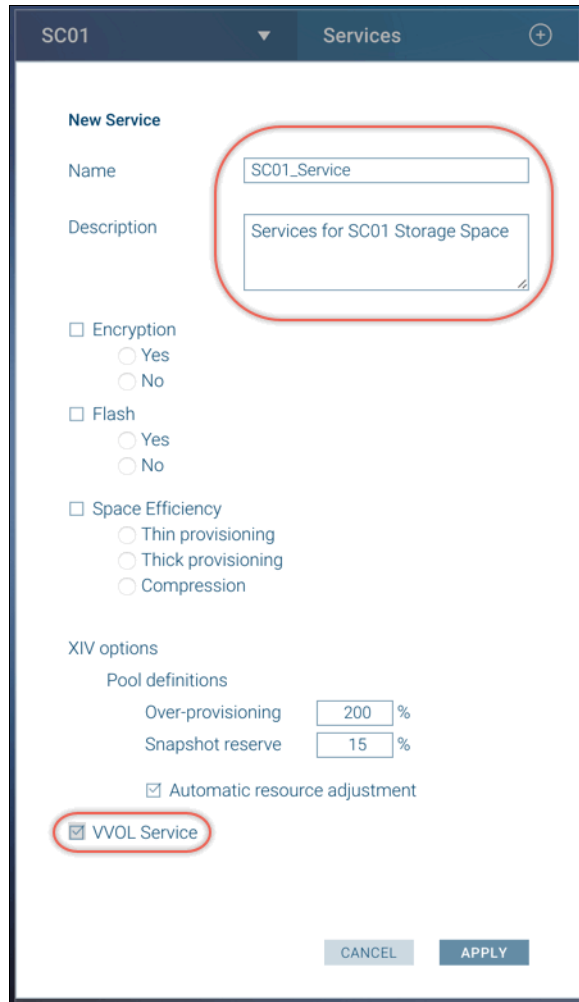 SC01 Services
New Service
Name SC01_Service
Description Services for SC01 Storage Space
Encryption
Yes
No
Flash
Yes
No
Space Efficiency
Thin provisioning
Thick provisioning
Compression
XIV options
Pool definitions
Over-provisioning 200 %
Snapshot reserve 15 %
Automatic resource adjustment
VVOL Service
CANCEL APPLY